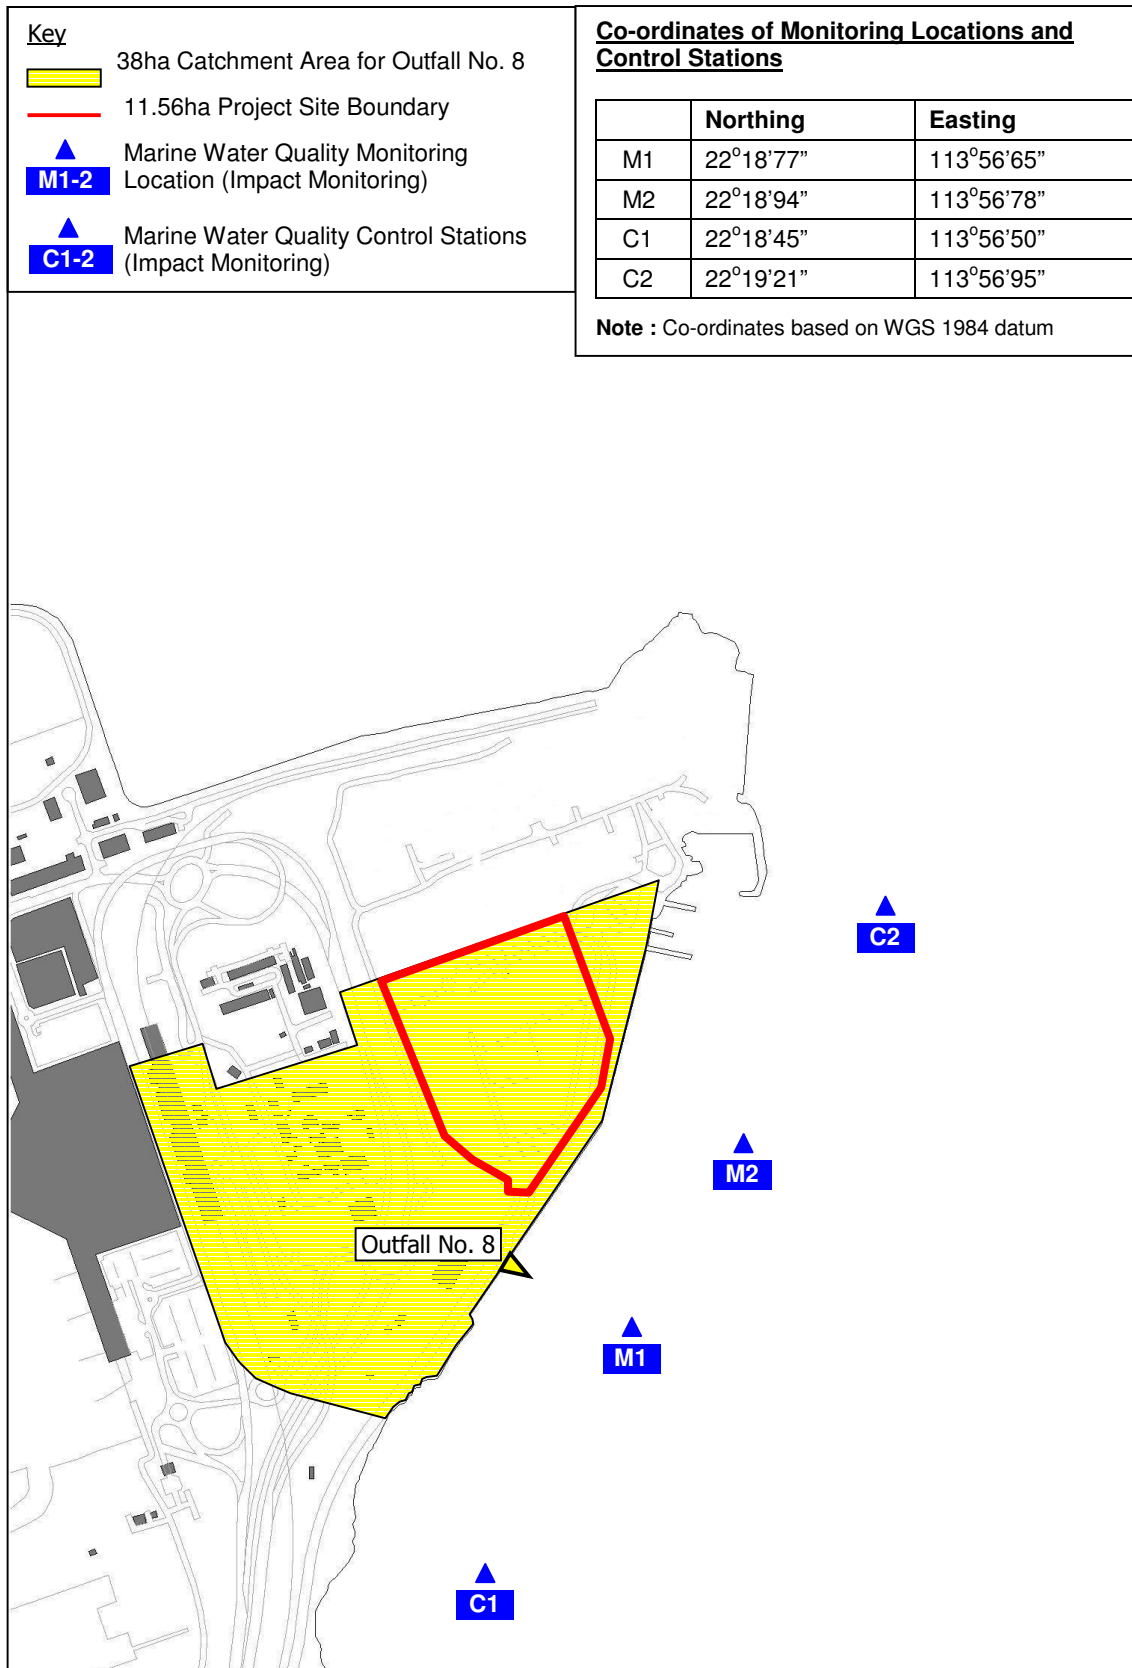 Key
38ha Catchment Area for Outfall No. 8
11.56ha Project Site Boundary
M1-2
Marine Water Quality Monitoring
Location (Impact Monitoring)
C1-2
Marine Water Quality Control Stations
(Impact Monitoring)
Co-ordinates of Monitoring Locations and
Control Stations
Northing Easting
M1 22°18’77” 113°56’65”
M2 22°18’94” 113°56’78”
C1 22°18’45” 113°56’50”
C2 22°19’21” 113°56’95”
Note : Co-ordinates based on WGS 1984 datum
C2
M2
Outfall No. 8
M1
C1